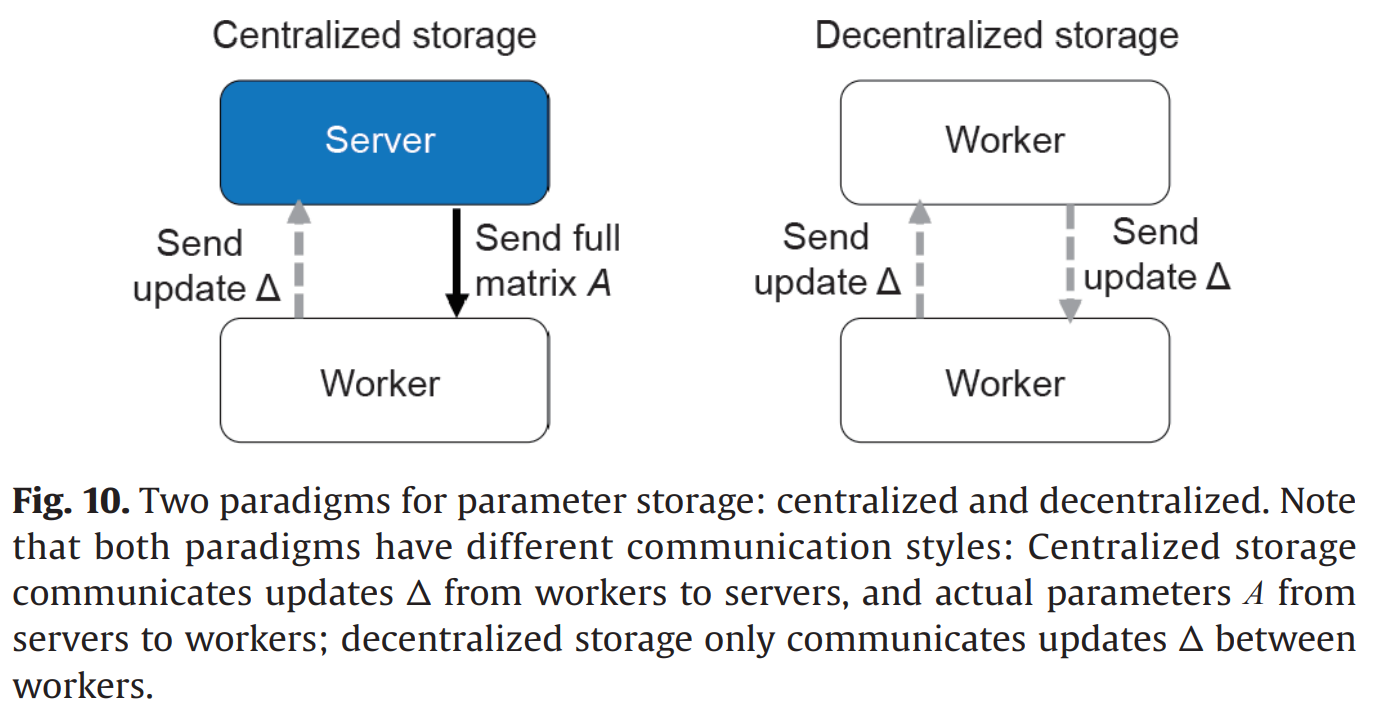 Centralized storage
Server
Send
update Δ
Send full
matrix A
Worker
Decentralized storage
Worker
Send
update Δ
Send
update Δ
Worker
Fig. 10. Two paradigms for parameter storage: centralized and decentralized. Note
that both paradigms have different communication styles: Centralized storage
communicates updates Δ from workers to servers, and actual parameters A from
servers to workers; decentralized storage only communicates updates Δ between
workers.